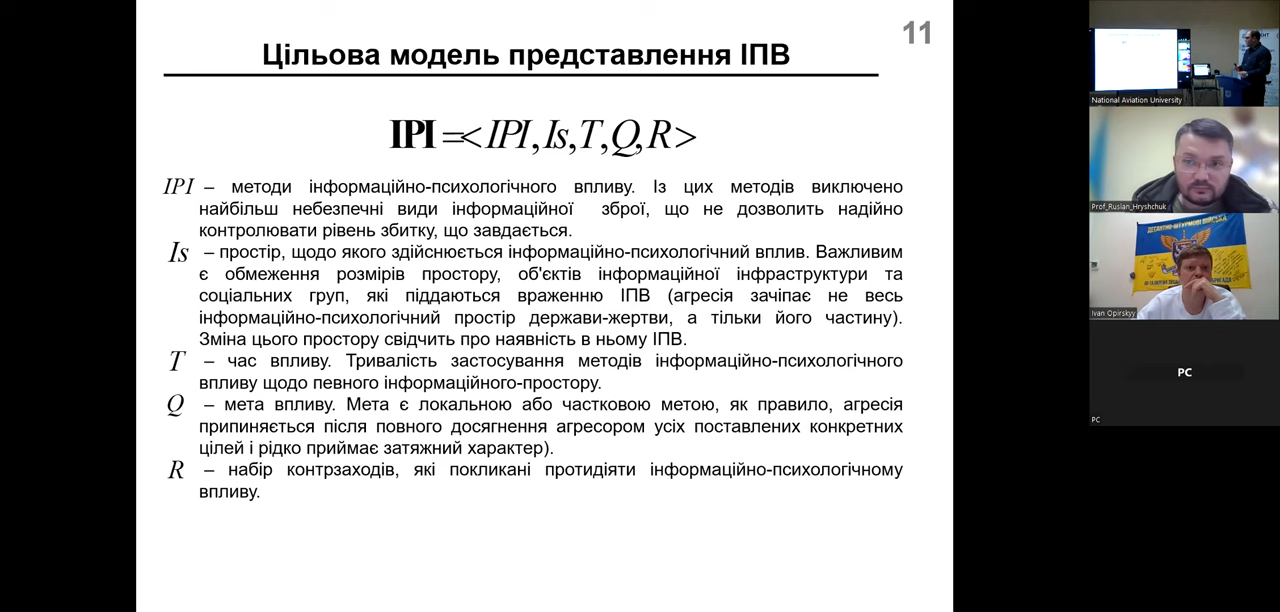 11
Цільова модель представлення ІПВ
IPI =< IPI, Is, T, Q, R >
IPI – методи інформаційно-психологічного впливу. Із цих методів виключено
найбільш небезпечні види інформаційної зброї, що не дозволить надійно
контролювати рівень збитку, що завдається.
Is – простір, щодо якого здійснюється інформаційно-психологічний вплив. Важливим
є обмеження розмірів простору, об'єктів інформаційної інфраструктури та
соціальних груп, які піддаються враженню ІПВ (агресія зачіпає не весь
інформаційно-психологічний простір держави-жертви, а тільки його частину).
Зміна цього простору свідчить про наявність в ньому ІПВ.
T – час впливу. Тривалість застосування методів інформаційно-психологічного
впливу щодо певного інформаційного-простору.
Q – мета впливу. Мета є локальною або частковою метою, як правило, агресія
припиняється після повного досягнення агресором усіх поставлених конкретних
цілей і рідко приймає затяжний характер).
R – набір контрзаходів, які покликані протидіяти інформаційно-психологічному
впливу.
National Aviation University
Prof_Ruslan_Hryshchuk
ДЕСАНТНО-ШТУРМОВІ ВІЙСЬКА
Ivan Opirskyy
PC
PC